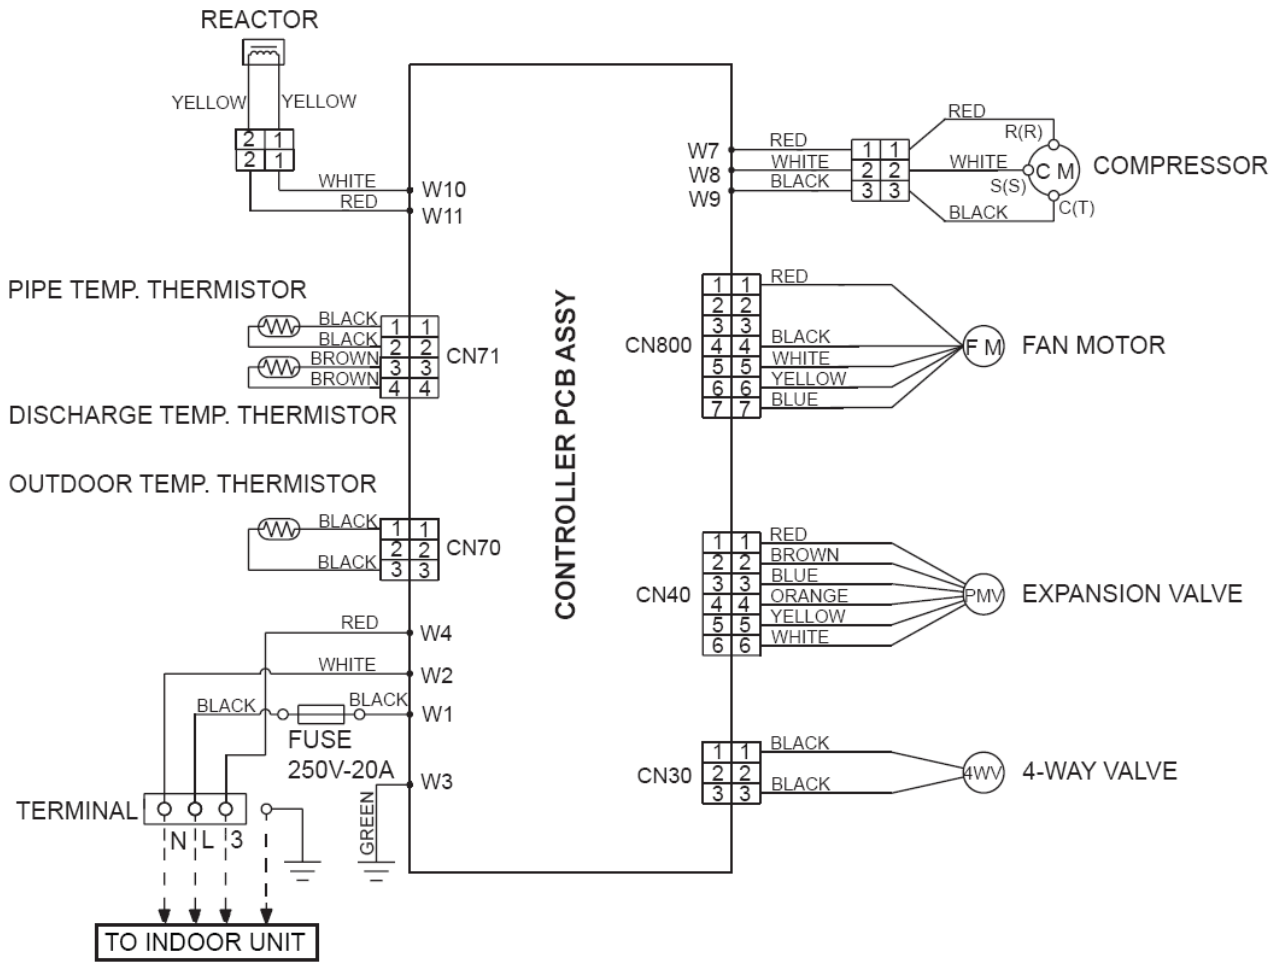 REACTOR
YELLOW YELLOW
2 1
2 1
WHITE W10
RED W11
PIPE TEMP. THERMISTOR
BLACK 1 1
BLACK 2 2
BROWN 3 3
BROWN 4 4
CN71
DISCHARGE TEMP. THERMISTOR
OUTDOOR TEMP. THERMISTOR
BLACK 1 1
2 2
BLACK 3 3
CN70
RED W4
WHITE W2
BLACK BLACK W1
FUSE
250V-20A
W3
GREEN
TERMINAL
N L 3
TO INDOOR UNIT
CONTROLLER PCB ASSY
W7 RED 1 1 RED R(R)
W8 WHITE 2 2 WHITE S(S)
W9 BLACK 3 3 BLACK C(T)
C M
COMPRESSOR
CN800
1 1 RED
2 2
3 3
4 4 BLACK
5 5 WHITE
6 6 YELLOW
7 7 BLUE
F M
FAN MOTOR
CN40
1 1 RED
2 2 BROWN
3 3 BLUE
4 4 ORANGE
5 5 YELLOW
6 6 WHITE
PMV
EXPANSION VALVE
CN30
1 1 BLACK
2 2
3 3 BLACK
4WV
4-WAY VALVE